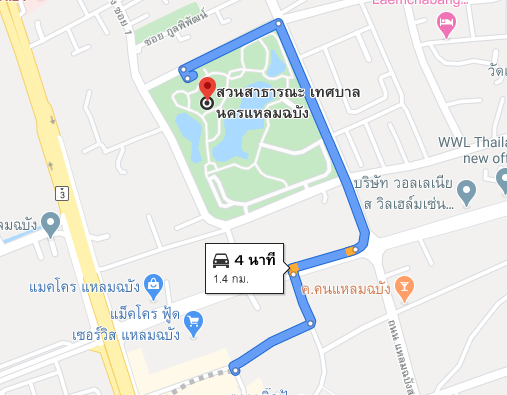 ซอย 1
ซอย กูลพิพัฒน์
Laemchabang...
สวนสาธารณะ เทศบาล
นครแหลมฉบัง
WWL Thaila
new off
3
บริษัท วอลเลเนีย
ส วิลเฮล์มเซ่น...
ลมฉบัง
4 นาที
1.4 กม.
แมคโคร แหลมฉบัง
ค.คนแหลมฉบัง
แม็คโคร ฟู้ด
เซอร์วิส แหลมฉบัง
ถนน แหลมฉบัง